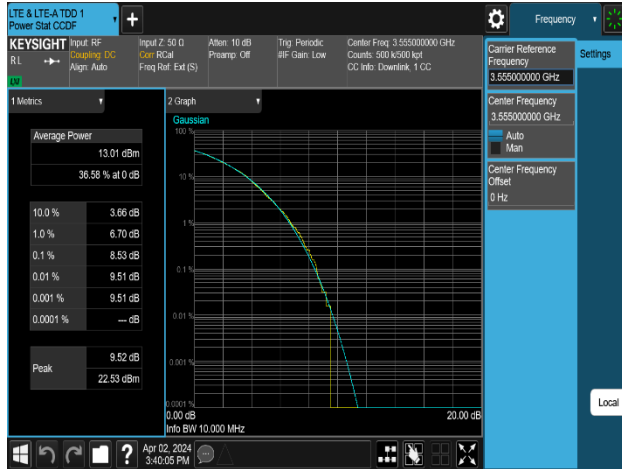 LTE & LTE-A TDD 1
Power Stat CCDF
Frequency
KEYSIGHT
Input: RF
Input Z: 50 Ω
Atten: 10 dB
Trig: Periodic
Center Freq: 3.555000000 GHz
RL
Coupling: DC
Corr RCal
Preamp: Off
#IF Gain: Low
Counts: 500 k/500 kpt
Align: Auto
Freq Ref: Ext (S)
CC Info: Downlink, 1 CC
Carrier Reference
Frequency
3.555000000 GHz
Settings
1 Metrics
2 Graph
Center Frequency
3.555000000 GHz
Auto
Man
Center Frequency
Offset
0 Hz
Gaussian
100 %
Average Power
13.01 dBm
36.58 % at 0 dB
10 %
10.0 % 3.66 dB
1.0 % 6.70 dB
1 %
0.1 % 8.53 dB
0.01 % 9.51 dB
0.1 %
0.001 % 9.51 dB
0.0001 % --- dB
0.01 %
Peak
9.52 dB
22.53 dBm
0.001 %
0.0001 %
0.00 dB
20.00 dB
Info BW 10.000 MHz
Local
?
Apr 02, 2024
3:40:05 PM